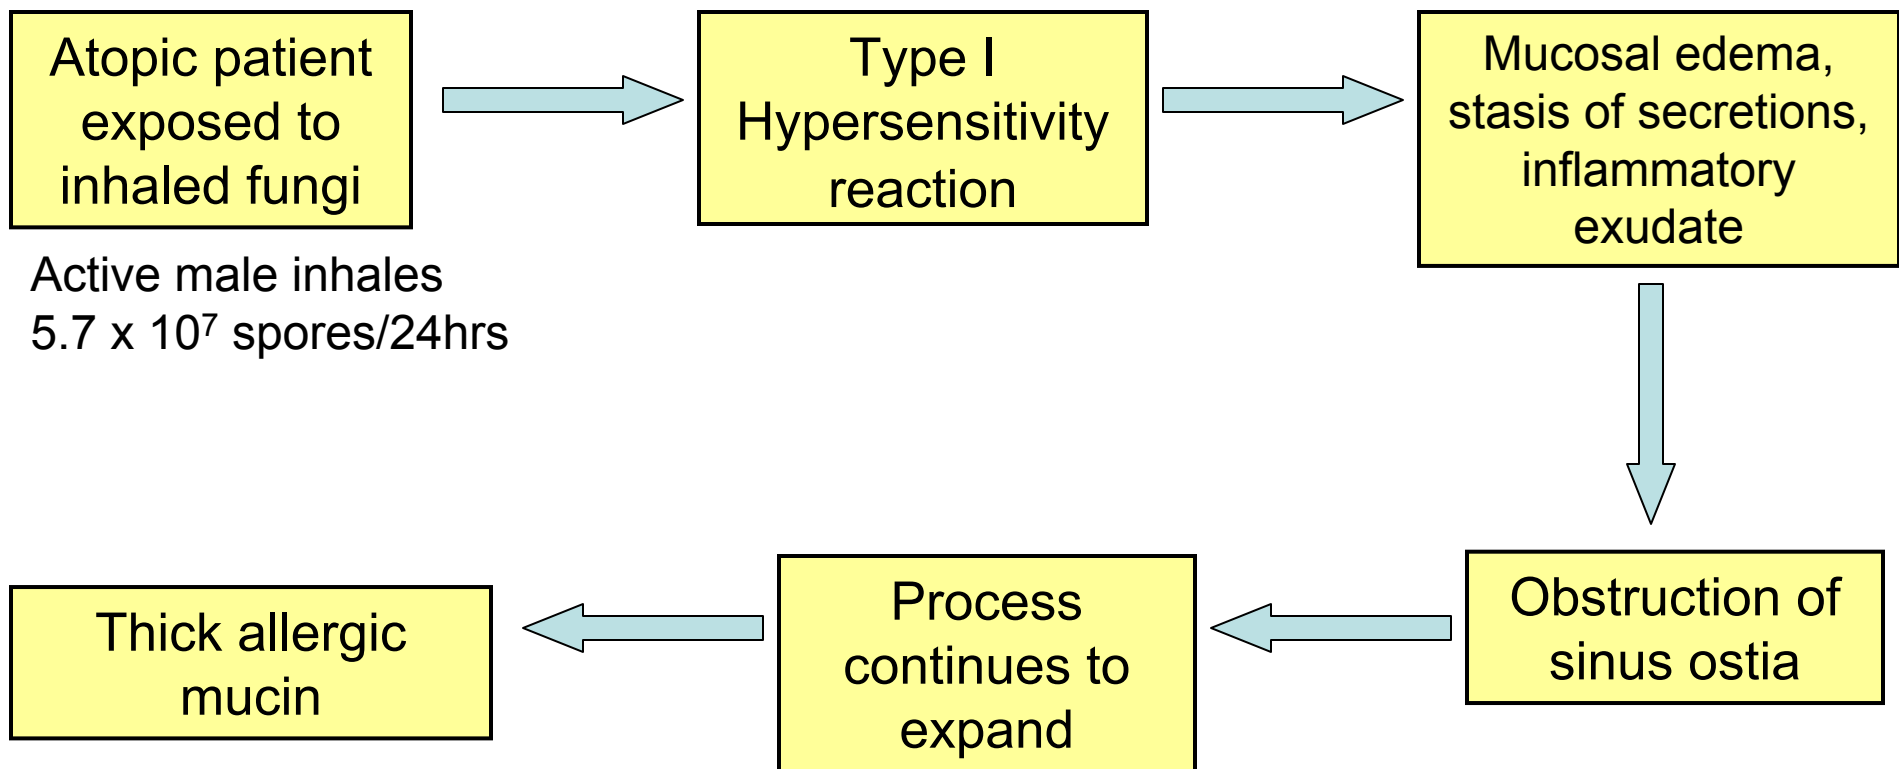 Atopic patient
exposed to
inhaled fungi
Active male inhales
5.7 x 10⁷ spores/24hrs
Type I
Hypersensitivity
reaction
Mucosal edema,
stasis of secretions,
inflammatory
exudate
Obstruction of
sinus ostia
Process
continues to
expand
Thick allergic
mucin